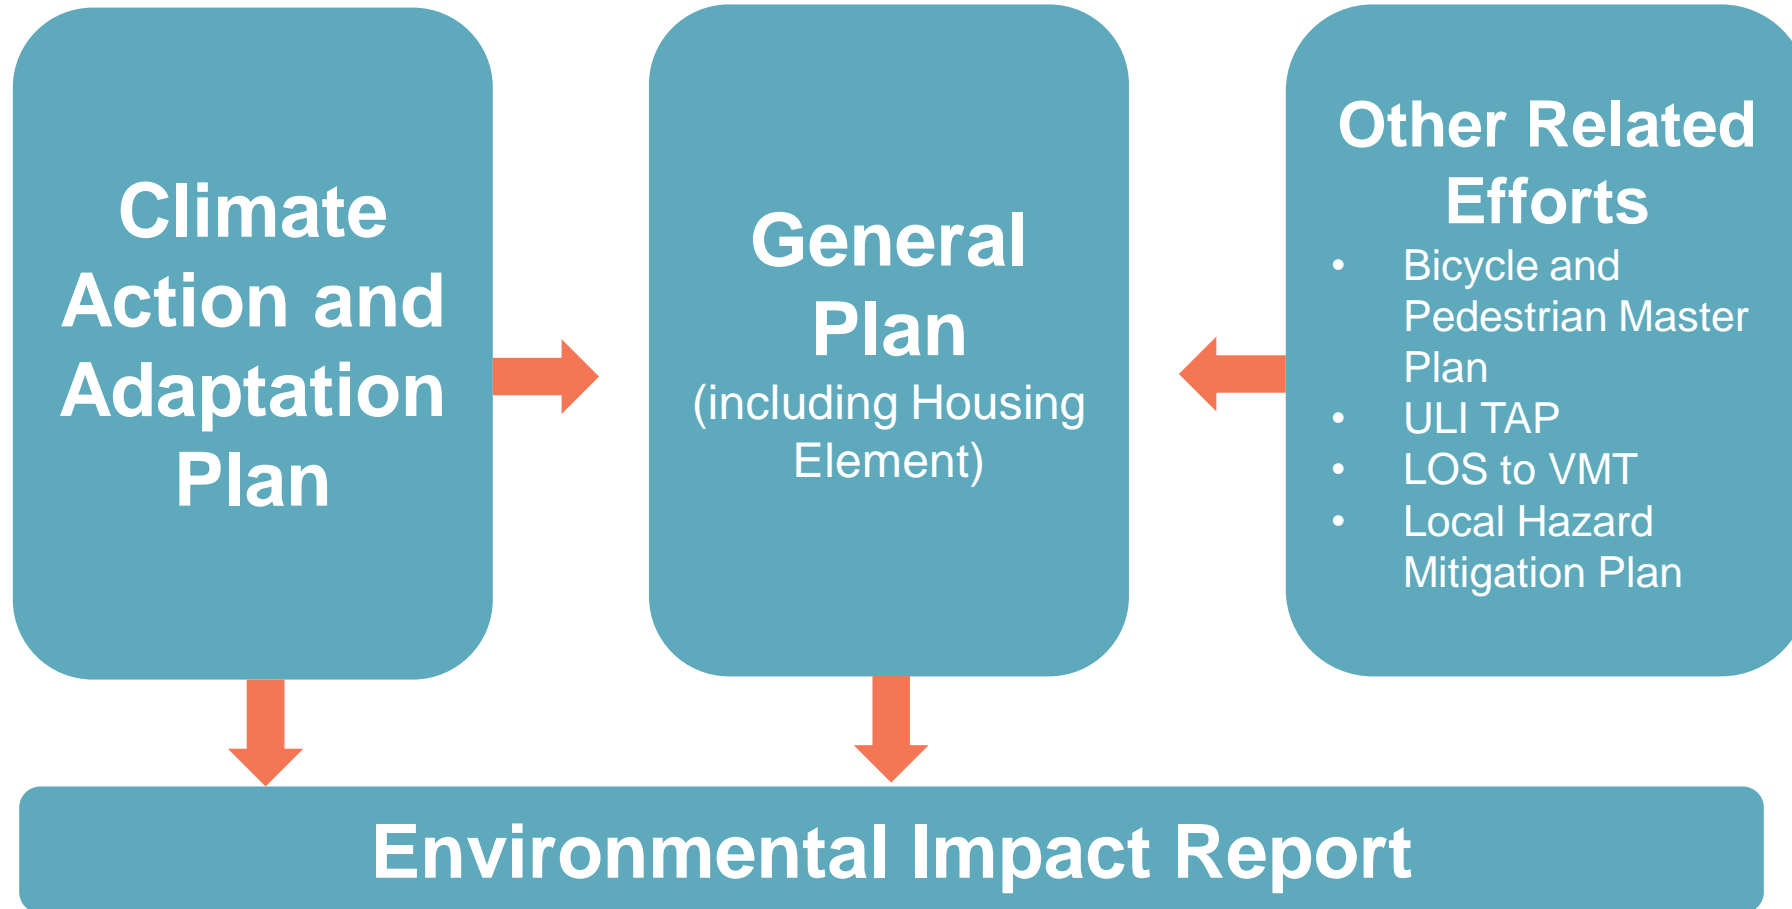 Climate
Action and
Adaptation
Plan
General
Plan
(including Housing
Element)
Other Related
Efforts
• Bicycle and
Pedestrian Master
Plan
• ULI TAP
• LOS to VMT
• Local Hazard
Mitigation Plan
Environmental Impact Report